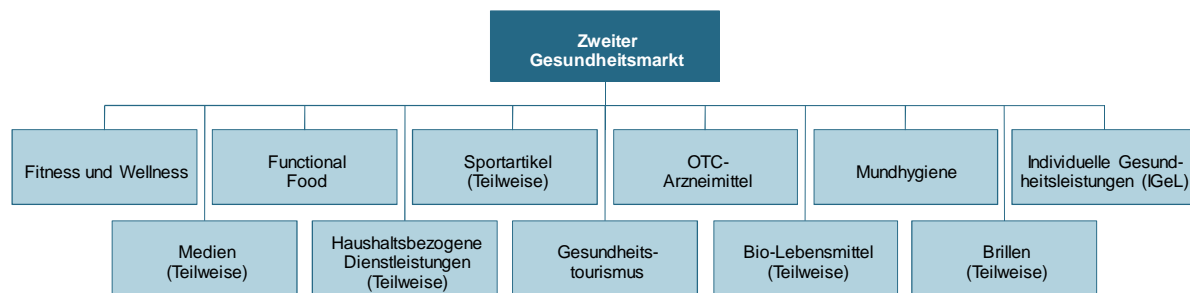 Zweiter
Gesundheitsmarkt
Fitness und Wellness
Functional
Food
Sportartikel
(Teilweise)
OTC-
Arzneimittel
Mundhygiene
Individuelle Gesund-
heitsleistungen (IGeL)
Medien
(Teilweise)
Haushaltsbezogene
Dienstleistungen
(Teilweise)
Gesundheits-
tourismus
Bio-Lebensmittel
(Teilweise)
Brillen
(Teilweise)